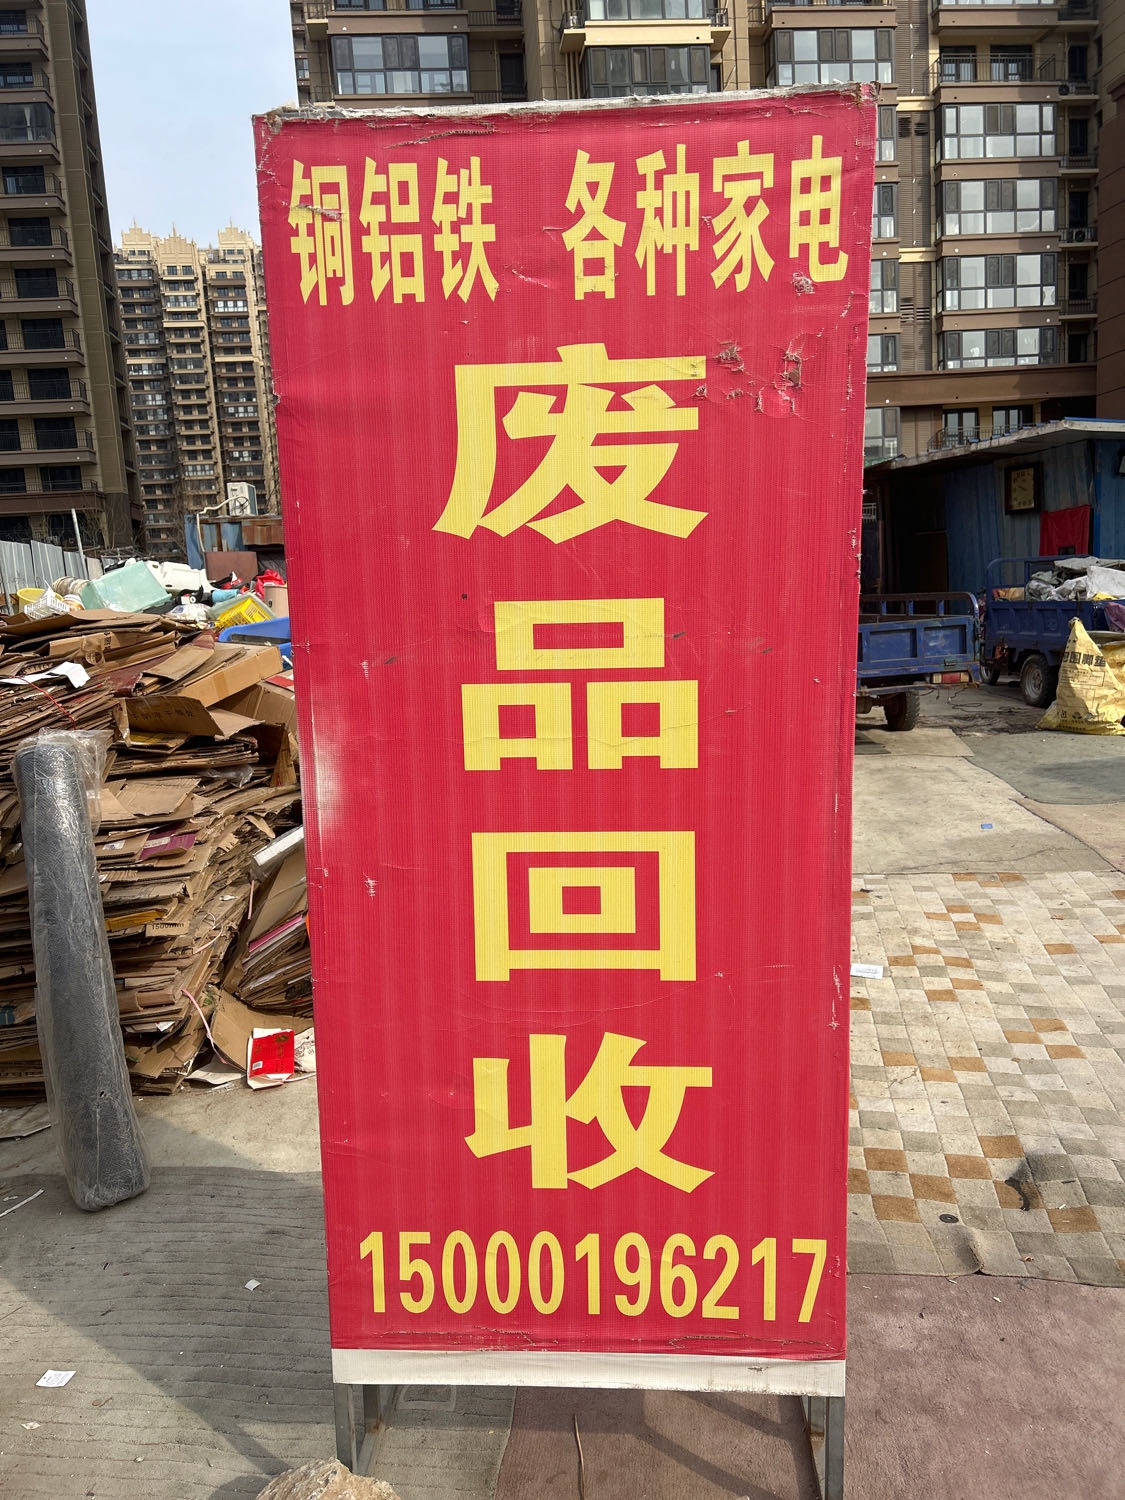 铜铝铁 各种家电
废
品
回
收
15000196217